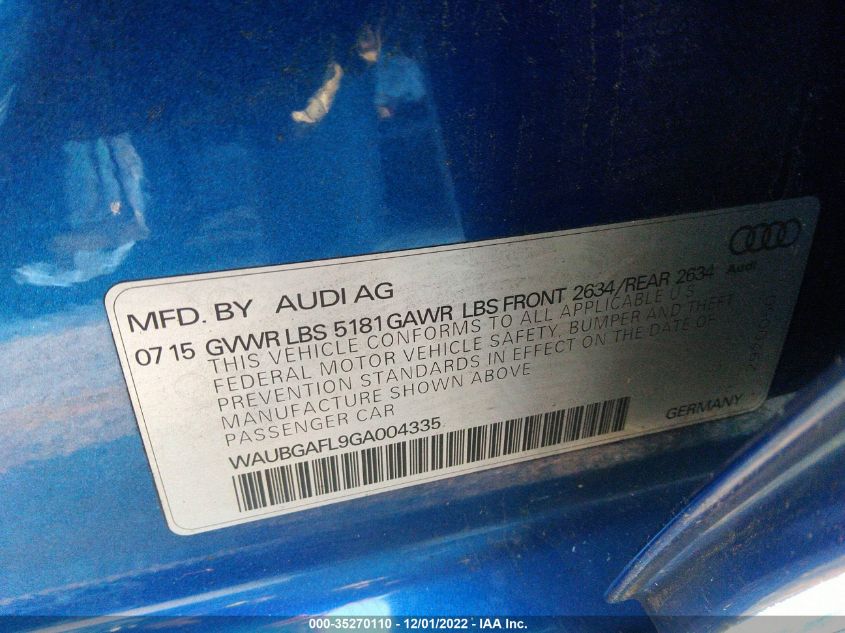 MFD. BY AUDI AG
07 15 GVWR LBS 5181 GAWR LBS FRONT 2634/REAR 2634
THIS VEHICLE CONFORMS TO ALL APPLICABLE U.S.
FEDERAL MOTOR VEHICLE SAFETY, BUMPER AND THEFT
PREVENTION STANDARDS IN EFFECT ON THE DATE OF
MANUFACTURE SHOWN ABOVE
PASSENGER CAR
WAUBGAFL9GA004335
Audi
GERMANY
000-35270110 - 12/01/2022 - IAA Inc.